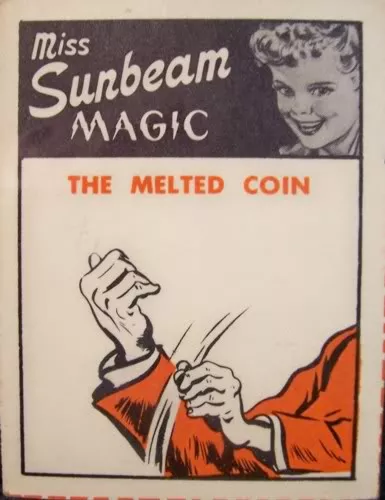 Miss
Sunbeam
MAGIC
THE MELTED COIN